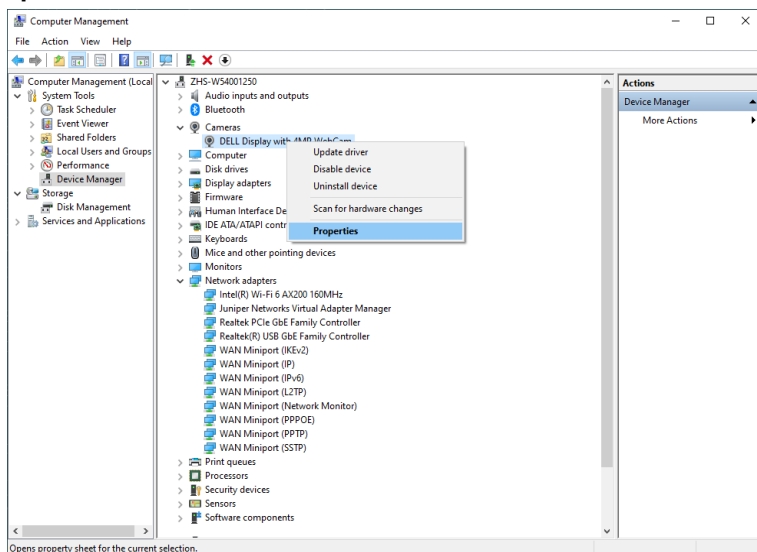 Computer Management
File Action View Help
Computer Management (Local
System Tools
Task Scheduler
Event Viewer
Shared Folders
Local Users and Groups
Performance
Device Manager
Storage
Disk Management
Services and Applications
ZHS-W54001250
Audio inputs and outputs
Bluetooth
Cameras
DELL Display with 4MP WebCam
Computer
Disk drives
Display adapters
Firmware
Human Interface De
IDE ATA/ATAPI contr
Keyboards
Mice and other pointing devices
Monitors
Network adapters
Intel(R) Wi-Fi 6 AX200 160MHz
Juniper Networks Virtual Adapter Manager
Realtek PCIe GbE Family Controller
Realtek(R) USB GbE Family Controller
WAN Miniport (IKEv2)
WAN Miniport (IP)
WAN Miniport (IPv6)
WAN Miniport (L2TP)
WAN Miniport (Network Monitor)
WAN Miniport (PPPOE)
WAN Miniport (PPTP)
WAN Miniport (SSTP)
Print queues
Processors
Security devices
Sensors
Software components
Update driver
Disable device
Uninstall device
Scan for hardware changes
Properties
Actions
Device Manager
More Actions
Opens property sheet for the current selection.